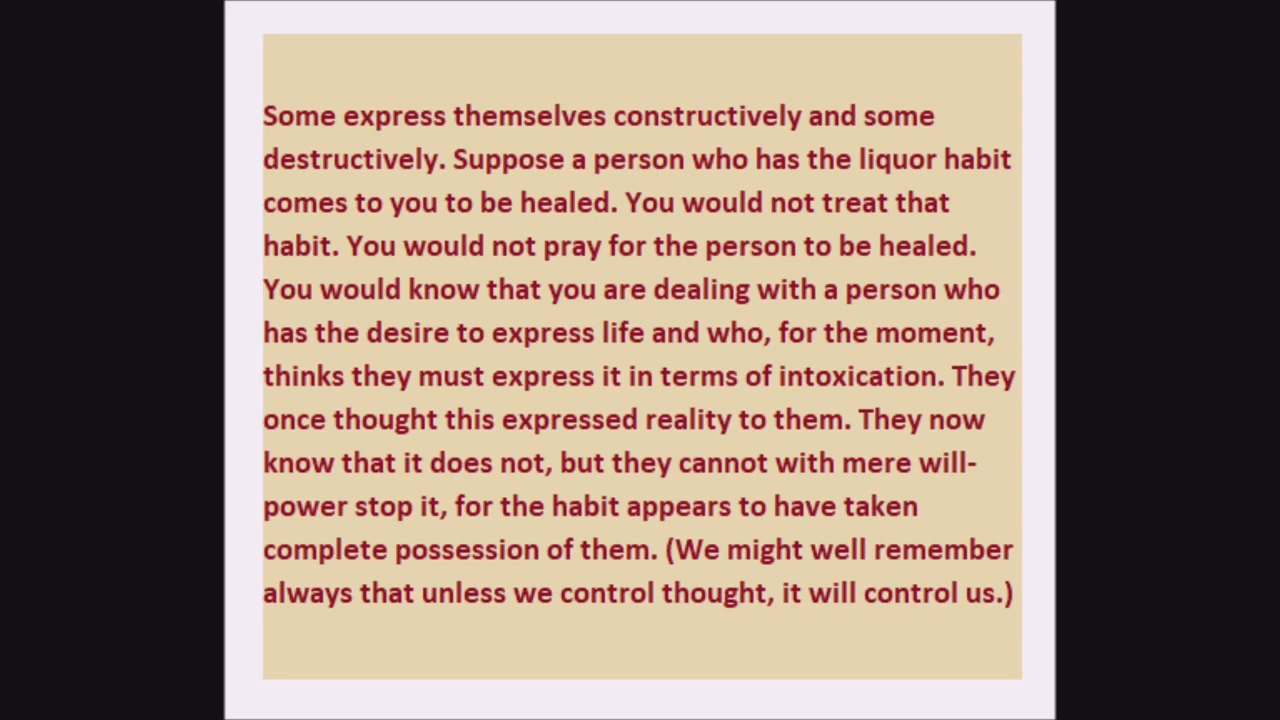 Some express themselves constructively and some
destructively. Suppose a person who has the liquor habit
comes to you to be healed. You would not treat that
habit. You would not pray for the person to be healed.
You would know that you are dealing with a person who
has the desire to express life and who, for the moment,
thinks they must express it in terms of intoxication. They
once thought this expressed reality to them. They now
know that it does not, but they cannot with mere will-
power stop it, for the habit appears to have taken
complete possession of them. (We might well remember
always that unless we control thought, it will control us.)